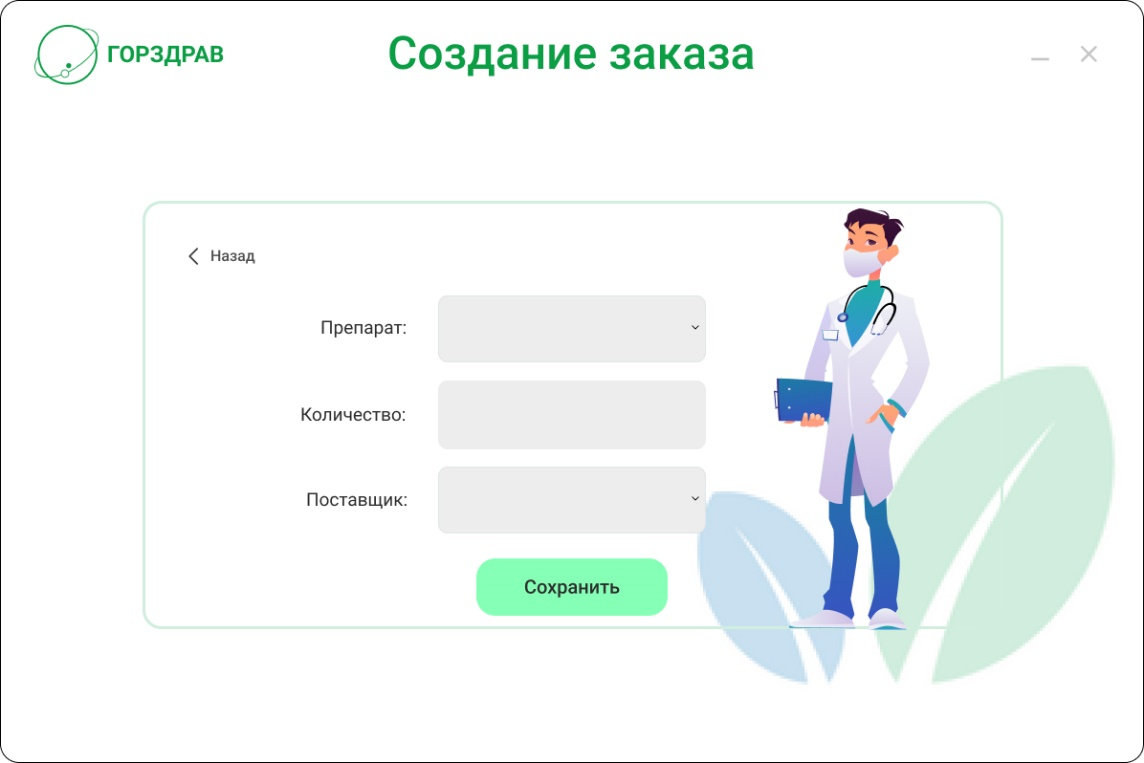 ГОРЗДРАВ
Создание заказа
Назад
Препарат:
Количество:
Поставщик:
Сохранить